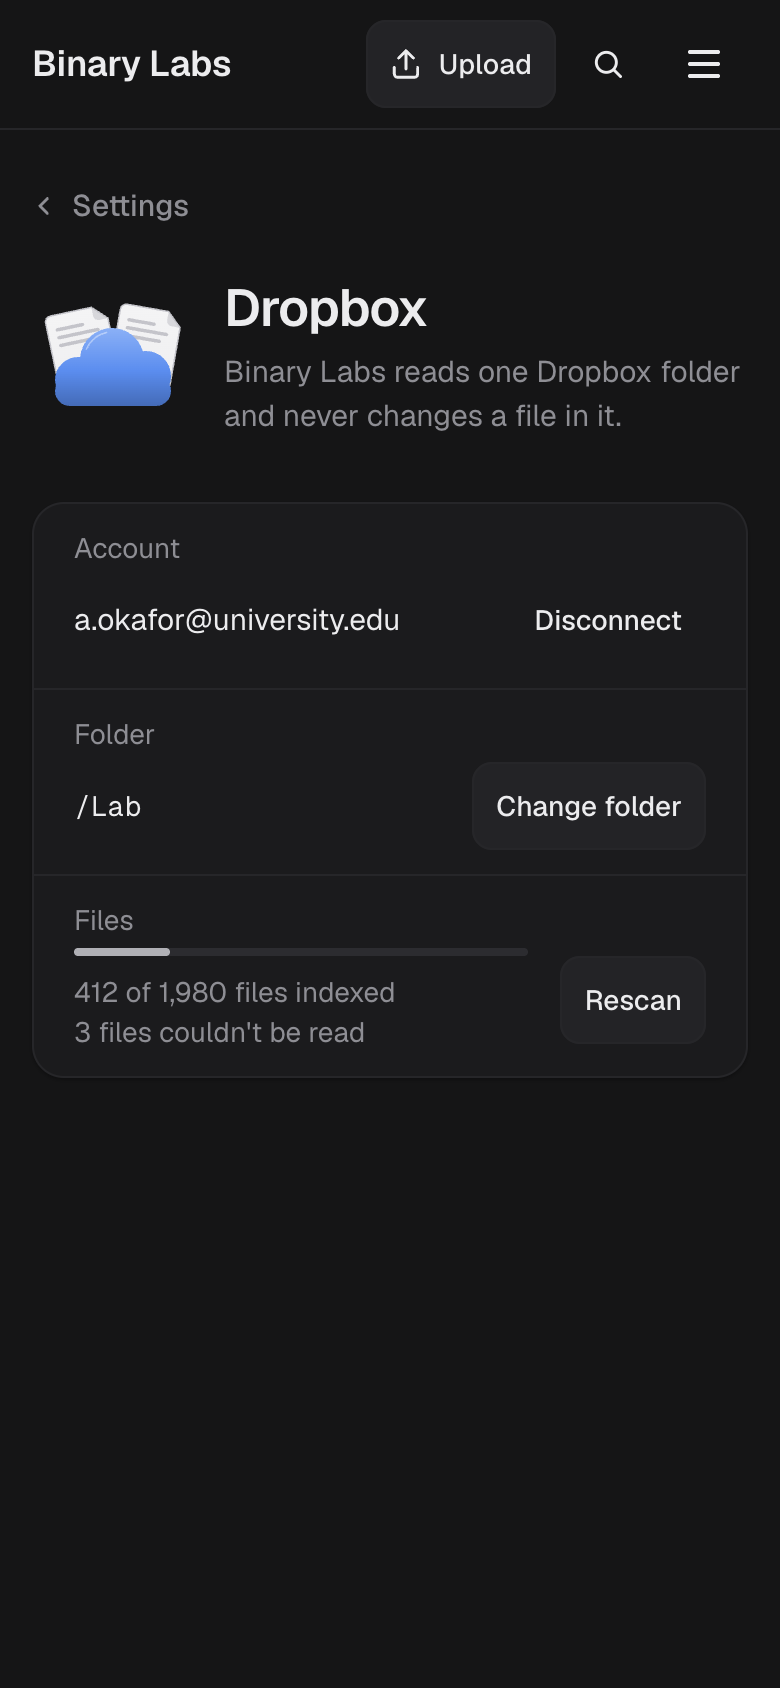 Binary Labs
Upload
Settings
Dropbox
Binary Labs reads one Dropbox folder
and never changes a file in it.
Account
a.okafor@university.edu
Disconnect
Folder
/Lab
Change folder
Files
412 of 1,980 files indexed
3 files couldn't be read
Rescan